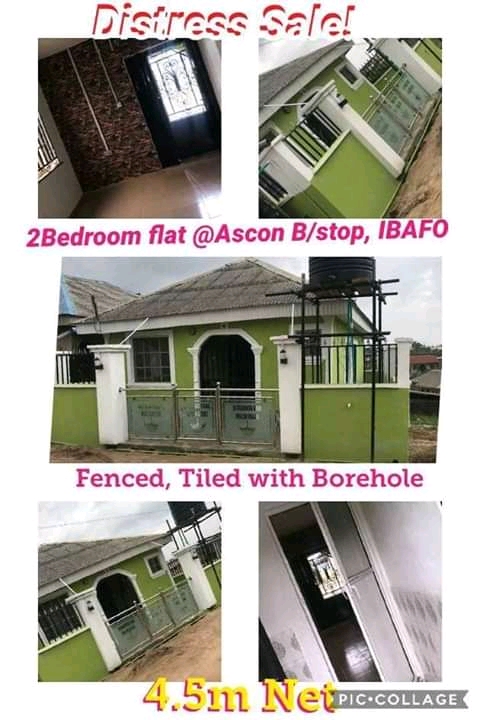 Distress Sale!
2Bedroom flat @Ascon B/stop, IBAFO
Fenced, Tiled with Borehole
4.5m Net
PIC•COLLAGE